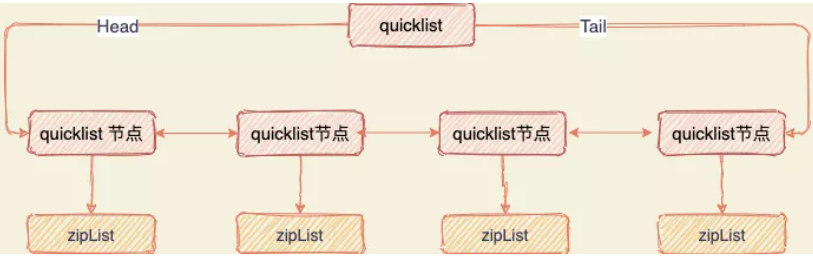 quicklist
Head
Tail
quicklist 节点
quicklist节点
quicklist节点
quicklist节点
zipList
zipList
zipList
zipList